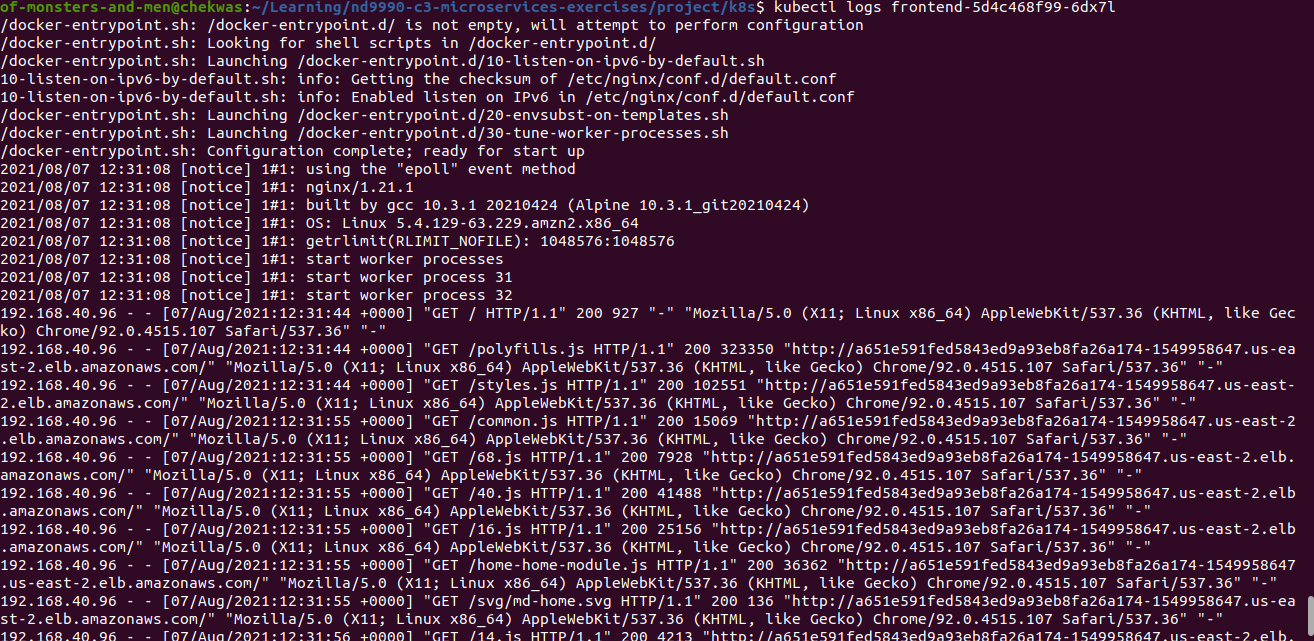 of-monsters-and-men@chekwas:~/Learning/nd9990-c3-microservices-exercises/project/k8s$ kubectl logs frontend-5d4c468f99-6dx7l
/docker-entrypoint.sh: /docker-entrypoint.d/ is not empty, will attempt to perform configuration
/docker-entrypoint.sh: Looking for shell scripts in /docker-entrypoint.d/
/docker-entrypoint.sh: Launching /docker-entrypoint.d/10-listen-on-ipv6-by-default.sh
10-listen-on-ipv6-by-default.sh: info: Getting the checksum of /etc/nginx/conf.d/default.conf
10-listen-on-ipv6-by-default.sh: info: Enabled listen on IPv6 in /etc/nginx/conf.d/default.conf
/docker-entrypoint.sh: Launching /docker-entrypoint.d/20-envsubst-on-templates.sh
/docker-entrypoint.sh: Launching /docker-entrypoint.d/30-tune-worker-processes.sh
/docker-entrypoint.sh: Configuration complete; ready for start up
2021/08/07 12:31:08 [notice] 1#1: using the "epoll" event method
2021/08/07 12:31:08 [notice] 1#1: nginx/1.21.1
2021/08/07 12:31:08 [notice] 1#1: built by gcc 10.3.1 20210424 (Alpine 10.3.1_git20210424)
2021/08/07 12:31:08 [notice] 1#1: OS: Linux 5.4.129-63.229.amzn2.x86_64
2021/08/07 12:31:08 [notice] 1#1: getrlimit(RLIMIT_NOFILE): 1048576:1048576
2021/08/07 12:31:08 [notice] 1#1: start worker processes
2021/08/07 12:31:08 [notice] 1#1: start worker process 31
2021/08/07 12:31:08 [notice] 1#1: start worker process 32
192.168.40.96 - - [07/Aug/2021:12:31:44 +0000] "GET / HTTP/1.1" 200 927 "-" "Mozilla/5.0 (X11; Linux x86_64) AppleWebKit/537.36 (KHTML, like Gec
ko) Chrome/92.0.4515.107 Safari/537.36" "-"
192.168.40.96 - - [07/Aug/2021:12:31:44 +0000] "GET /polyfills.js HTTP/1.1" 200 323350 "http://a651e591fed5843ed9a93eb8fa26a174-1549958647.us-ea
st-2.elb.amazonaws.com/" "Mozilla/5.0 (X11; Linux x86_64) AppleWebKit/537.36 (KHTML, like Gecko) Chrome/92.0.4515.107 Safari/537.36" "-"
192.168.40.96 - - [07/Aug/2021:12:31:44 +0000] "GET /styles.js HTTP/1.1" 200 102551 "http://a651e591fed5843ed9a93eb8fa26a174-1549958647.us-east-
2.elb.amazonaws.com/" "Mozilla/5.0 (X11; Linux x86_64) AppleWebKit/537.36 (KHTML, like Gecko) Chrome/92.0.4515.107 Safari/537.36" "-"
192.168.40.96 - - [07/Aug/2021:12:31:55 +0000] "GET /common.js HTTP/1.1" 200 15069 "http://a651e591fed5843ed9a93eb8fa26a174-1549958647.us-east-2
.elb.amazonaws.com/" "Mozilla/5.0 (X11; Linux x86_64) AppleWebKit/537.36 (KHTML, like Gecko) Chrome/92.0.4515.107 Safari/537.36" "-"
192.168.40.96 - - [07/Aug/2021:12:31:55 +0000] "GET /68.js HTTP/1.1" 200 7928 "http://a651e591fed5843ed9a93eb8fa26a174-1549958647.us-east-2.elb.
amazonaws.com/" "Mozilla/5.0 (X11; Linux x86_64) AppleWebKit/537.36 (KHTML, like Gecko) Chrome/92.0.4515.107 Safari/537.36" "-"
192.168.40.96 - - [07/Aug/2021:12:31:55 +0000] "GET /40.js HTTP/1.1" 200 41488 "http://a651e591fed5843ed9a93eb8fa26a174-1549958647.us-east-2.elb
.amazonaws.com/" "Mozilla/5.0 (X11; Linux x86_64) AppleWebKit/537.36 (KHTML, like Gecko) Chrome/92.0.4515.107 Safari/537.36" "-"
192.168.40.96 - - [07/Aug/2021:12:31:55 +0000] "GET /16.js HTTP/1.1" 200 25156 "http://a651e591fed5843ed9a93eb8fa26a174-1549958647.us-east-2.elb
.amazonaws.com/" "Mozilla/5.0 (X11; Linux x86_64) AppleWebKit/537.36 (KHTML, like Gecko) Chrome/92.0.4515.107 Safari/537.36" "-"
192.168.40.96 - - [07/Aug/2021:12:31:55 +0000] "GET /home-home-module.js HTTP/1.1" 200 36362 "http://a651e591fed5843ed9a93eb8fa26a174-1549958647
.us-east-2.elb.amazonaws.com/" "Mozilla/5.0 (X11; Linux x86_64) AppleWebKit/537.36 (KHTML, like Gecko) Chrome/92.0.4515.107 Safari/537.36" "-"
192.168.40.96 - - [07/Aug/2021:12:31:55 +0000] "GET /svg/md-home.svg HTTP/1.1" 200 136 "http://a651e591fed5843ed9a93eb8fa26a174-1549958647.us-ea
st-2.elb.amazonaws.com/" "Mozilla/5.0 (X11; Linux x86_64) AppleWebKit/537.36 (KHTML, like Gecko) Chrome/92.0.4515.107 Safari/537.36" "-"
192.168.40.96 - - [07/Aug/2021:12:31:56 +0000] "GET /14.js HTTP/1.1" 200 4213 "http://a651e591fed5843ed9a93eb8fa26a174-1549958647.us-east-2.elb.